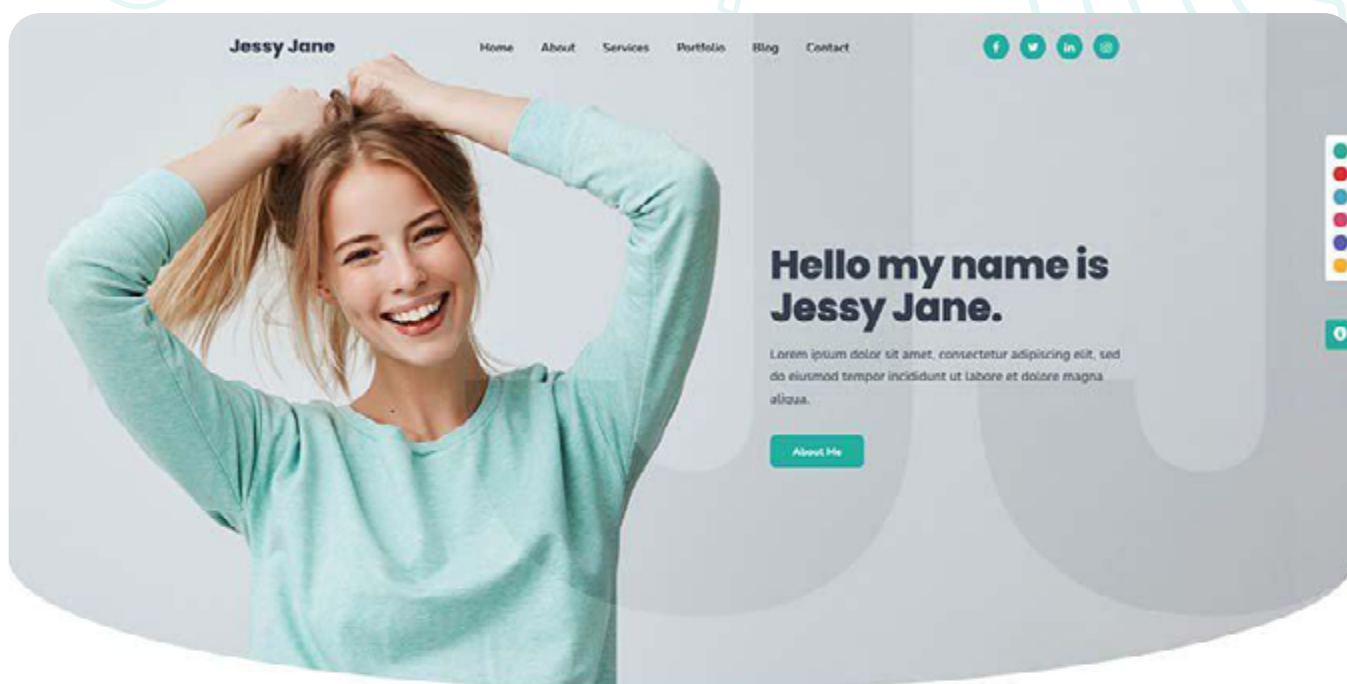 Jessy Jane
Home About Services Portfolio Blog Contact
Hello my name is
Jessy Jane.
Lorem ipsum dolor sit amet, consectetur adipiscing elit, sed
do eiusmod tempor incididunt ut labore et dolore magna
aliqua.
About Me
JJ